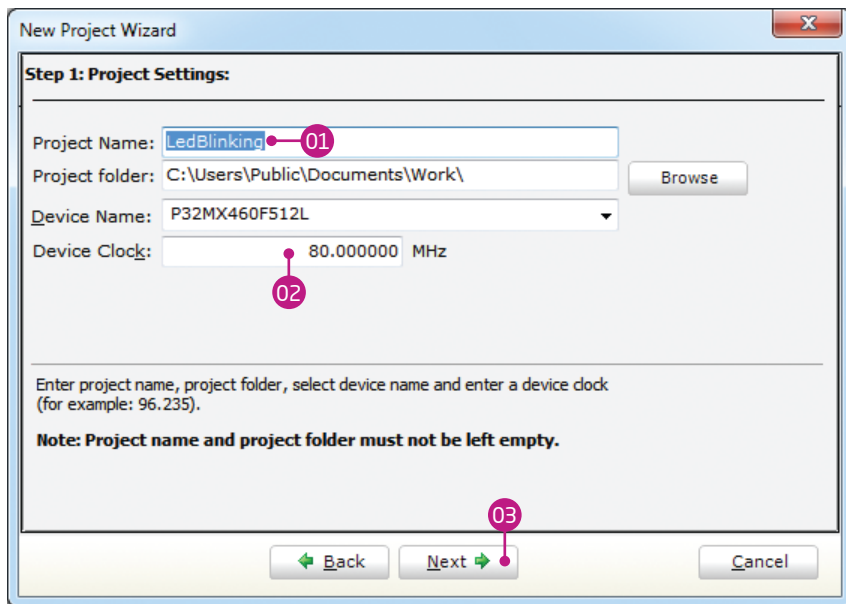 New Project Wizard
Step 1: Project Settings:
Project Name: LedBlinking 01
Project folder: C:\Users\Public\Documents\Work\ Browse
Device Name: P32MX460F512L
Device Clock: 80.000000 MHz
02
Enter project name, project folder, select device name and enter a device clock
(for example: 96.235).
Note: Project name and project folder must not be left empty.
03
Back Next Cancel